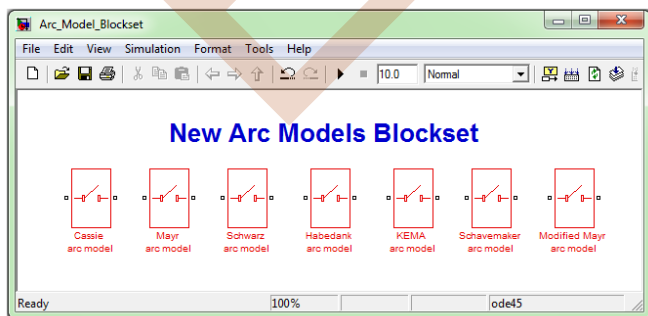 Arc_Model_Blockset
File Edit View Simulation Format Tools Help
10.0 Normal
New Arc Models Blockset
Cassie arc model
Mayr arc model
Schwarz arc model
Habedank arc model
KEMA arc model
Schavemaker arc model
Modified Mayr arc model
Ready 100% ode45